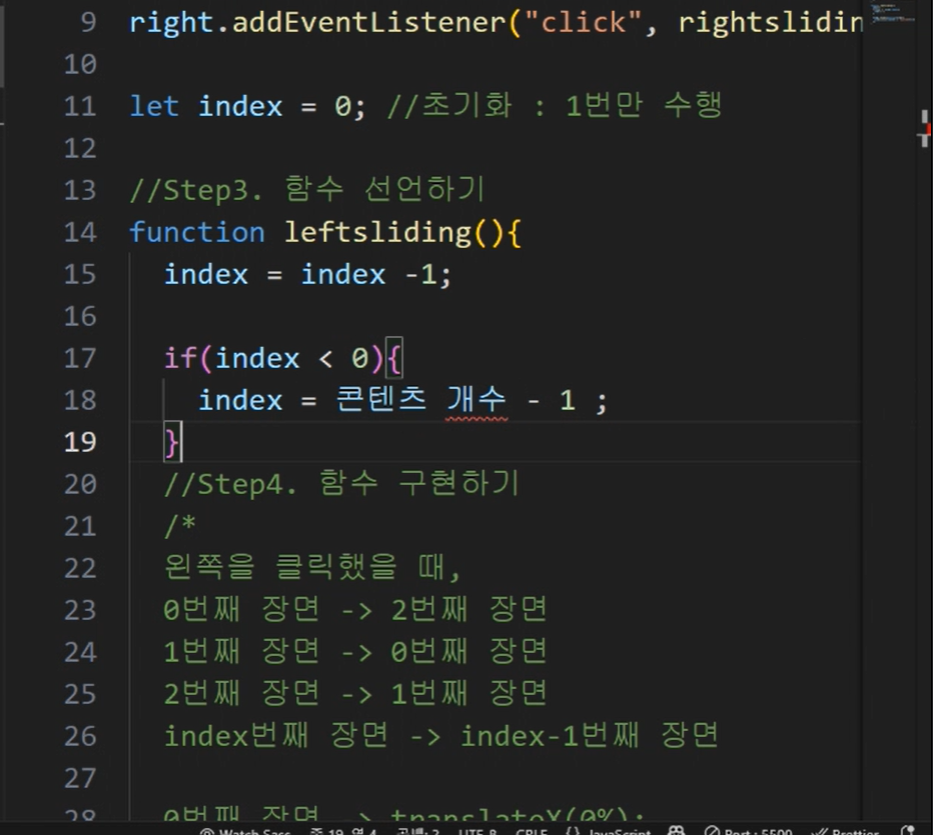 9 right.addEventListener("click", rightslidin
10
11 let index = 0; //초기화 : 1번만 수행
12
13 //Step3. 함수 선언하기
14 function leftsliding(){
15 index = index -1;
16
17 if(index < 0){
18 index = 콘텐츠 개수 - 1 ;
19 }
20 //Step4. 함수 구현하기
21 /*
22 왼쪽을 클릭했을 때,
23 0번째 장면 -> 2번째 장면
24 1번째 장면 -> 0번째 장면
25 2번째 장면 -> 1번째 장면
26 index번째 장면 -> index-1번째 장면
27
28 0번째 장면 -> translateX(0%);
Watch Sass 줄 19, 열 4 공백: 2 UTF-8 CRLF {} JavaScript Port : 5500 Prettier